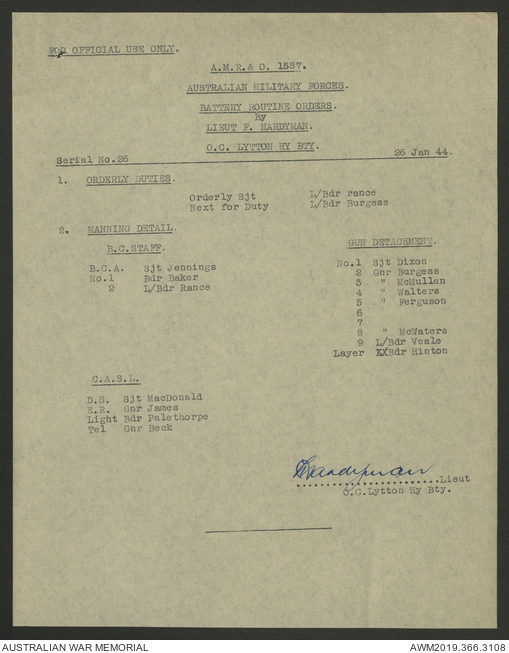 FOR OFFICIAL USE ONLY.
A.M.R.& O. 1587.
AUSTRALIAN MILITARY FORCES.
BATTERY ROUTINE ORDERS.
By
LIEUT F. HARDYMAN.
O.C. LYTTON HY BTY.
Serial No.26 26 Jan 44.
1. ORDERLY DUTIES.
Orderly Sjt L/Bdr rance
Next for Duty L/Bdr Burgess
2. MANNING DETAIL.
B.C.STAFF.
B.C.A. Sjt Jennings
No.1 Bdr Baker
2 L/Bdr Rance
GUN DETACHMENT.
No.1 Sjt Dixon
2 Gnr Burgess
3 " McMullen
4 " Walters
5 " Ferguson
6
7
8 " McWaters
9 L/Bdr Veale
Layer Bdr Hinton
C.A.S.L.
D.S. Sjt MacDonald
E.R. Gnr James
Light Bdr Palethorpe
Tel Gnr Beck
Hardyman
..................Lieut
O.C.Lytton Hy Bty.
AUSTRALIAN WAR MEMORIAL AWM2019.366.3108